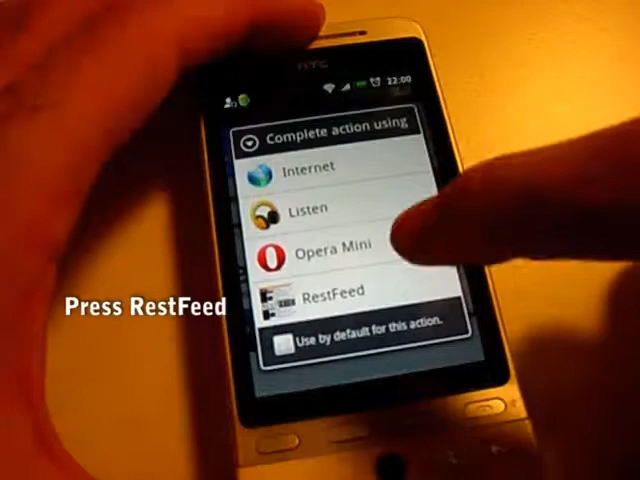 hTC
22:00
Complete action using
Internet
Listen
Opera Mini
RestFeed
Press RestFeed
Use by default for this action.